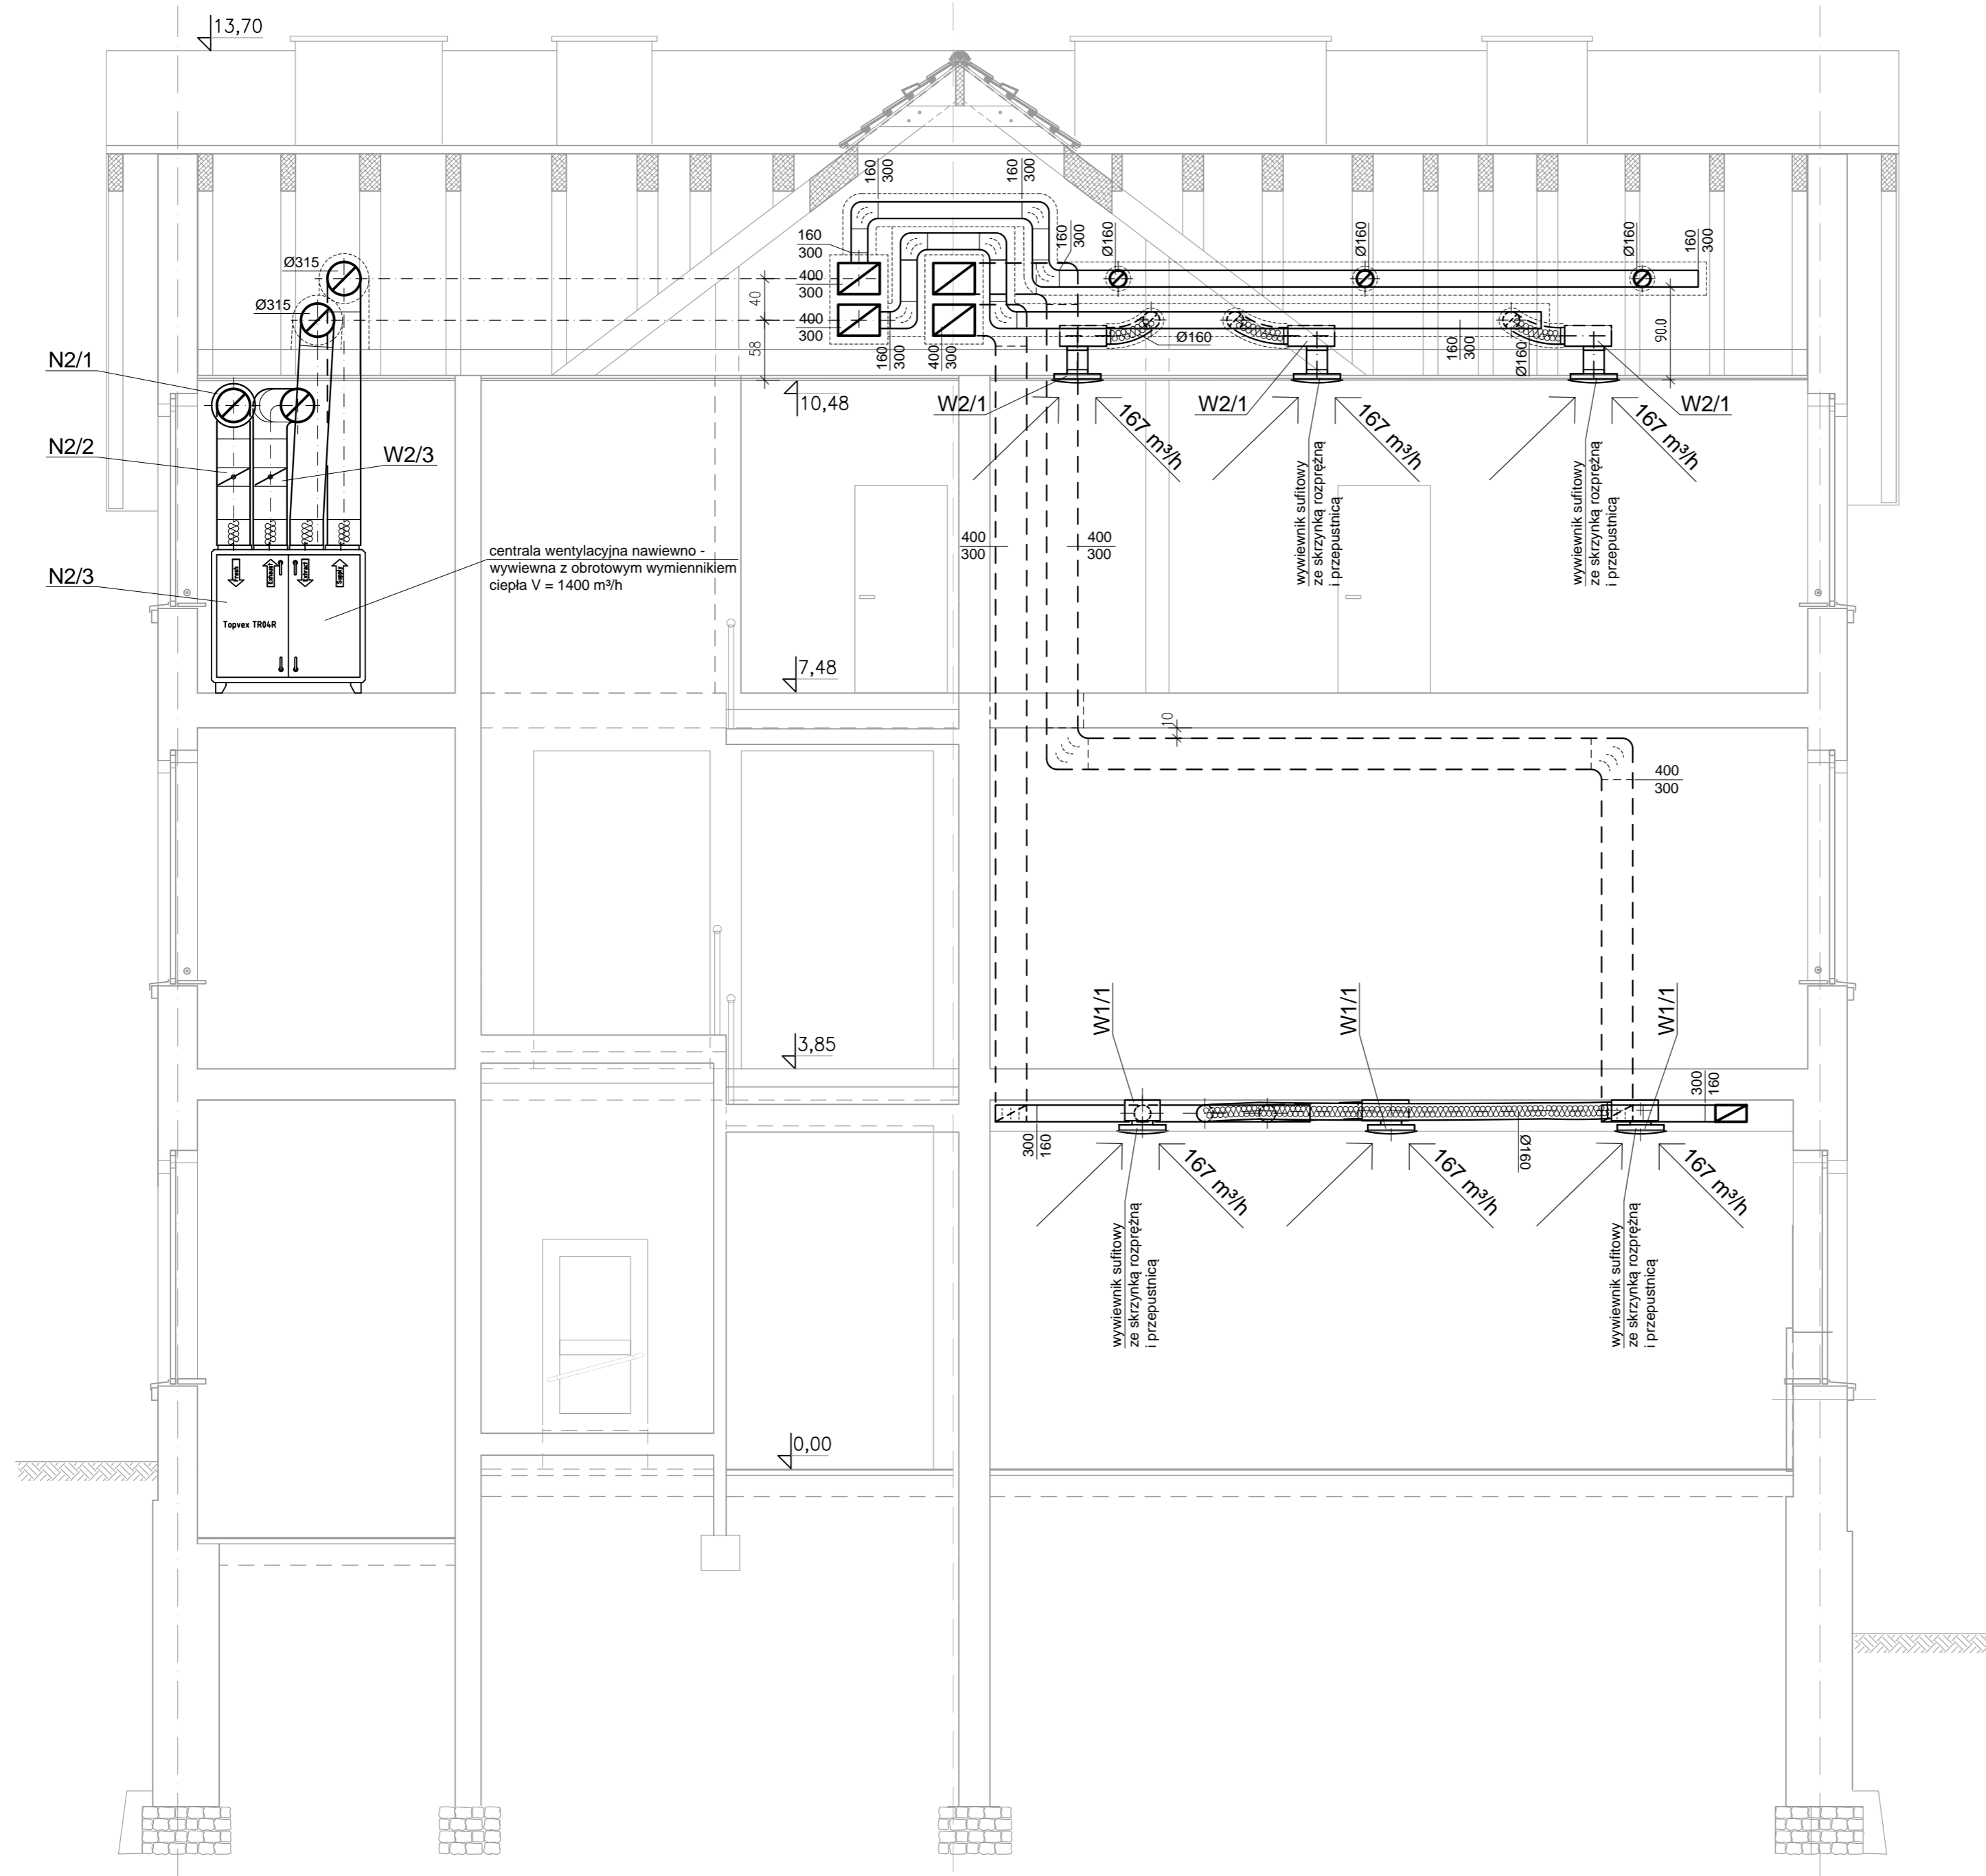 13,70
160
300
160
300
Ø315
Ø315
160
300
400
300
400
300
40
58
160
300
400
300
160
300
Ø160
Ø160
Ø160
160
300
Ø160
160
300
Ø160
90.0
N2/1
N2/2
W2/3
N2/3
10,48
W2/1
167 m³/h
W2/1
167 m³/h
W2/1
167 m³/h
wywiewnik sufitowy
ze skrzynką rozprężną
i przepustnicą
wywiewnik sufitowy
ze skrzynką rozprężną
i przepustnicą
400
300
400
300
centrala wentylacyjna nawiewno -
wywiewna z obrotowym wymiennikiem
ciepła V = 1400 m³/h
Fresh
Exhaust
Extract
Supply
Topvex TR04R
7,48
10
400
300
3,85
W1/1
W1/1
W1/1
300
160
300
160
Ø160
167 m³/h
167 m³/h
167 m³/h
wywiewnik sufitowy
ze skrzynką rozprężną
i przepustnicą
wywiewnik sufitowy
ze skrzynką rozprężną
i przepustnicą
0,00